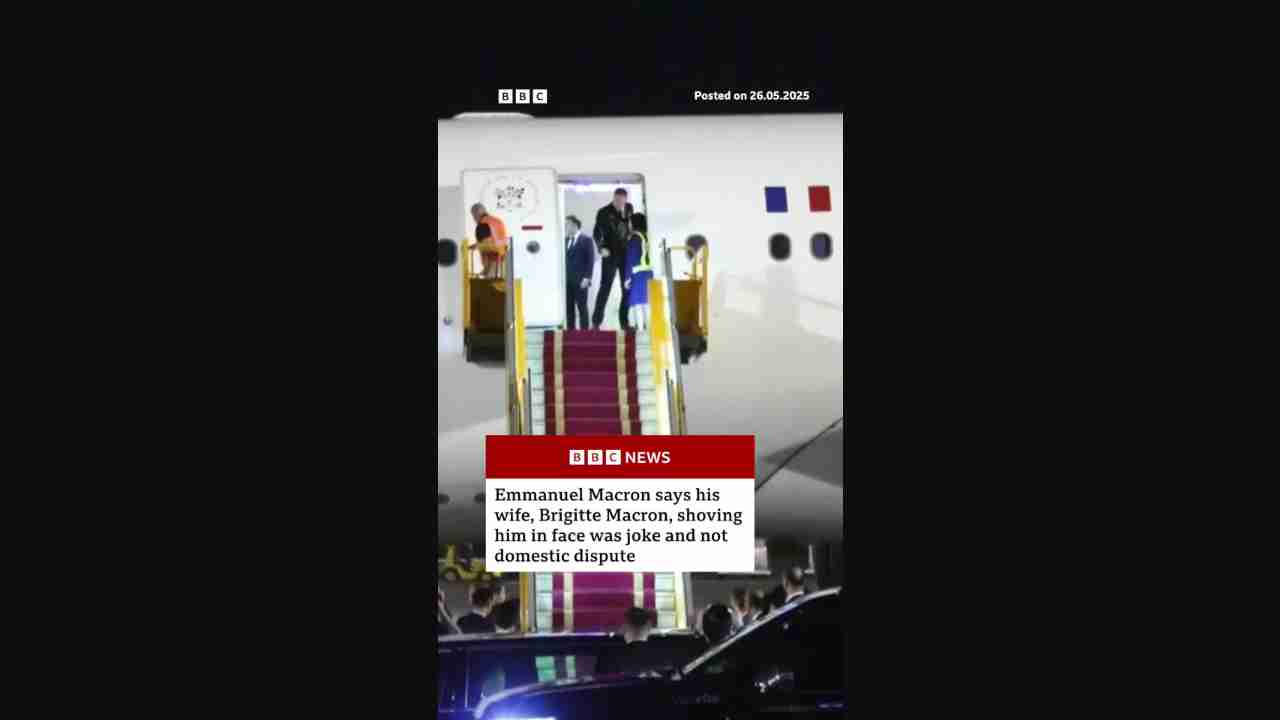 BBC
Posted on 26.05.2025
BBC NEWS
Emmanuel Macron says his
wife, Brigitte Macron, shoving
him in face was joke and not
domestic dispute